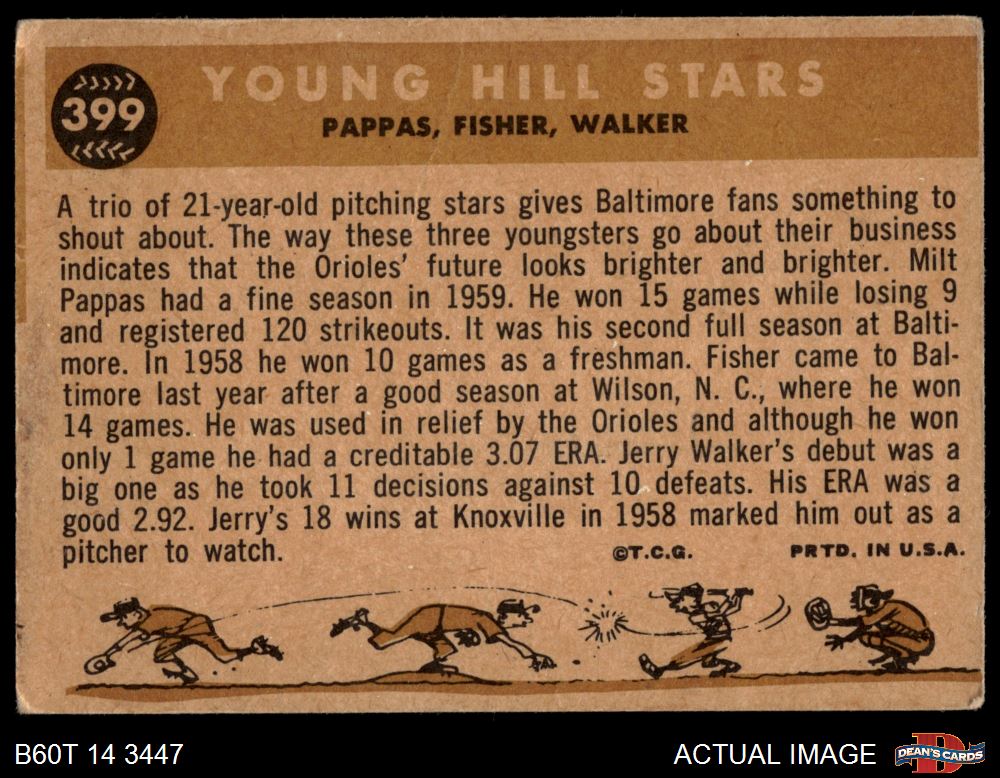 399
YOUNG HILL STARS
PAPPAS, FISHER, WALKER
A trio of 21-year-old pitching stars gives Baltimore fans something to
shout about. The way these three youngsters go about their business
indicates that the Orioles' future looks brighter and brighter. Milt
Pappas had a fine season in 1959. He won 15 games while losing 9
and registered 120 strikeouts. It was his second full season at Balti-
more. In 1958 he won 10 games as a freshman. Fisher came to Bal-
timore last year after a good season at Wilson, N. C., where he won
14 games. He was used in relief by the Orioles and although he won
only 1 game he had a creditable 3.07 ERA. Jerry Walker's debut was a
big one as he took 11 decisions against 10 defeats. His ERA was a
good 2.92. Jerry's 18 wins at Knoxville in 1958 marked him out as a
pitcher to watch.
©T.C.G. PRTD. IN U.S.A.
B60T 14 3447 ACTUAL IMAGE D DEAN'S CARDS